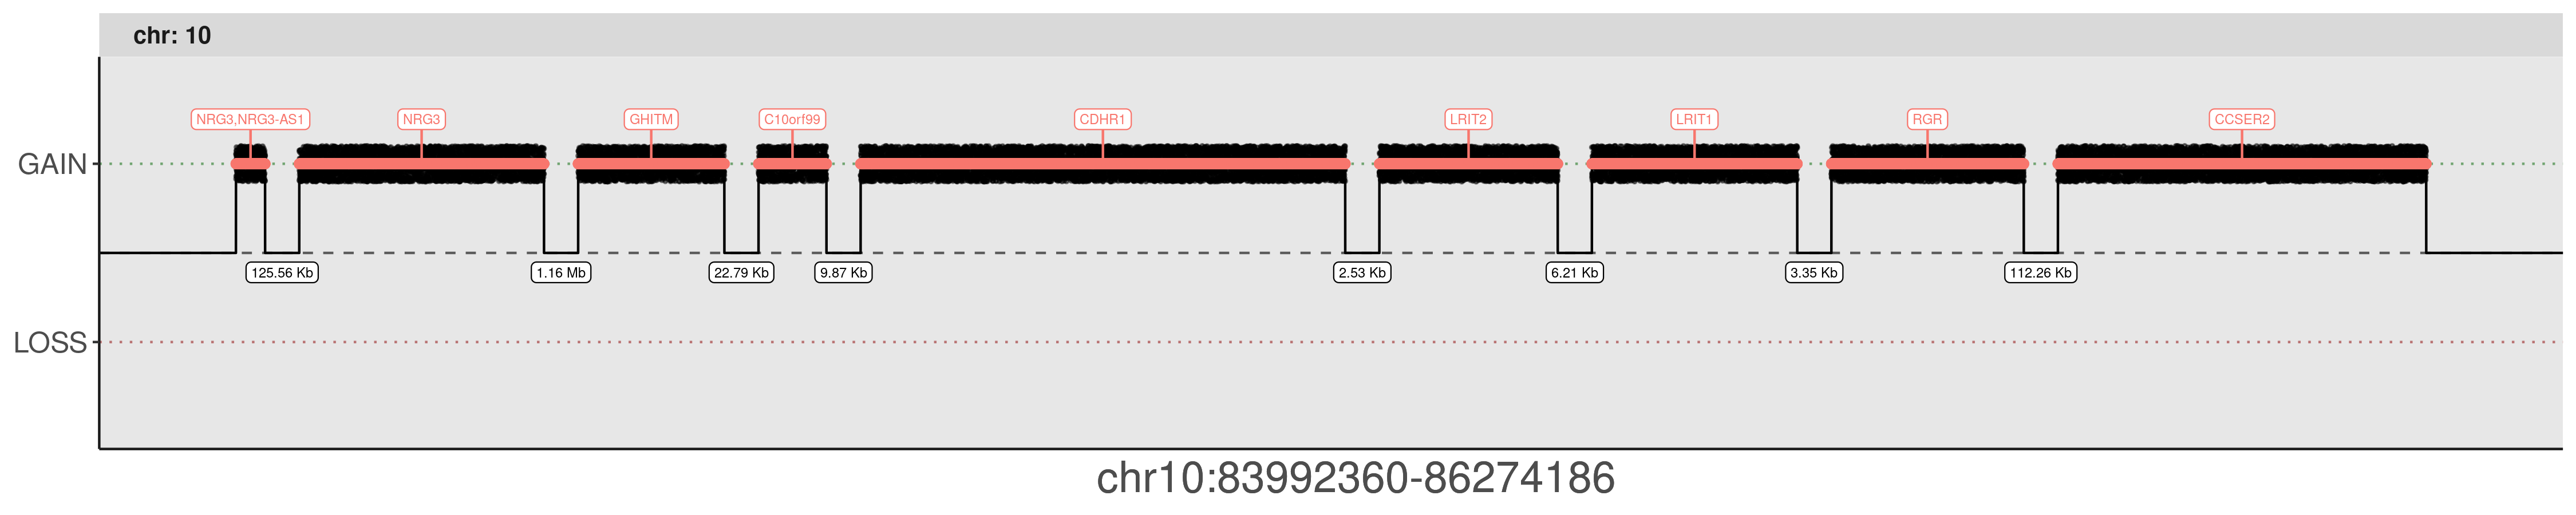 chr: 10
NRG3,NRG3-AS1 NRG3 GHITM C10orf99 CDHR1 LRIT2 LRIT1 RGR CCSER2
GAIN
125.56 Kb 1.16 Mb 22.79 Kb 9.87 Kb 2.53 Kb 6.21 Kb 3.35 Kb 112.26 Kb
LOSS
chr10:83992360-86274186